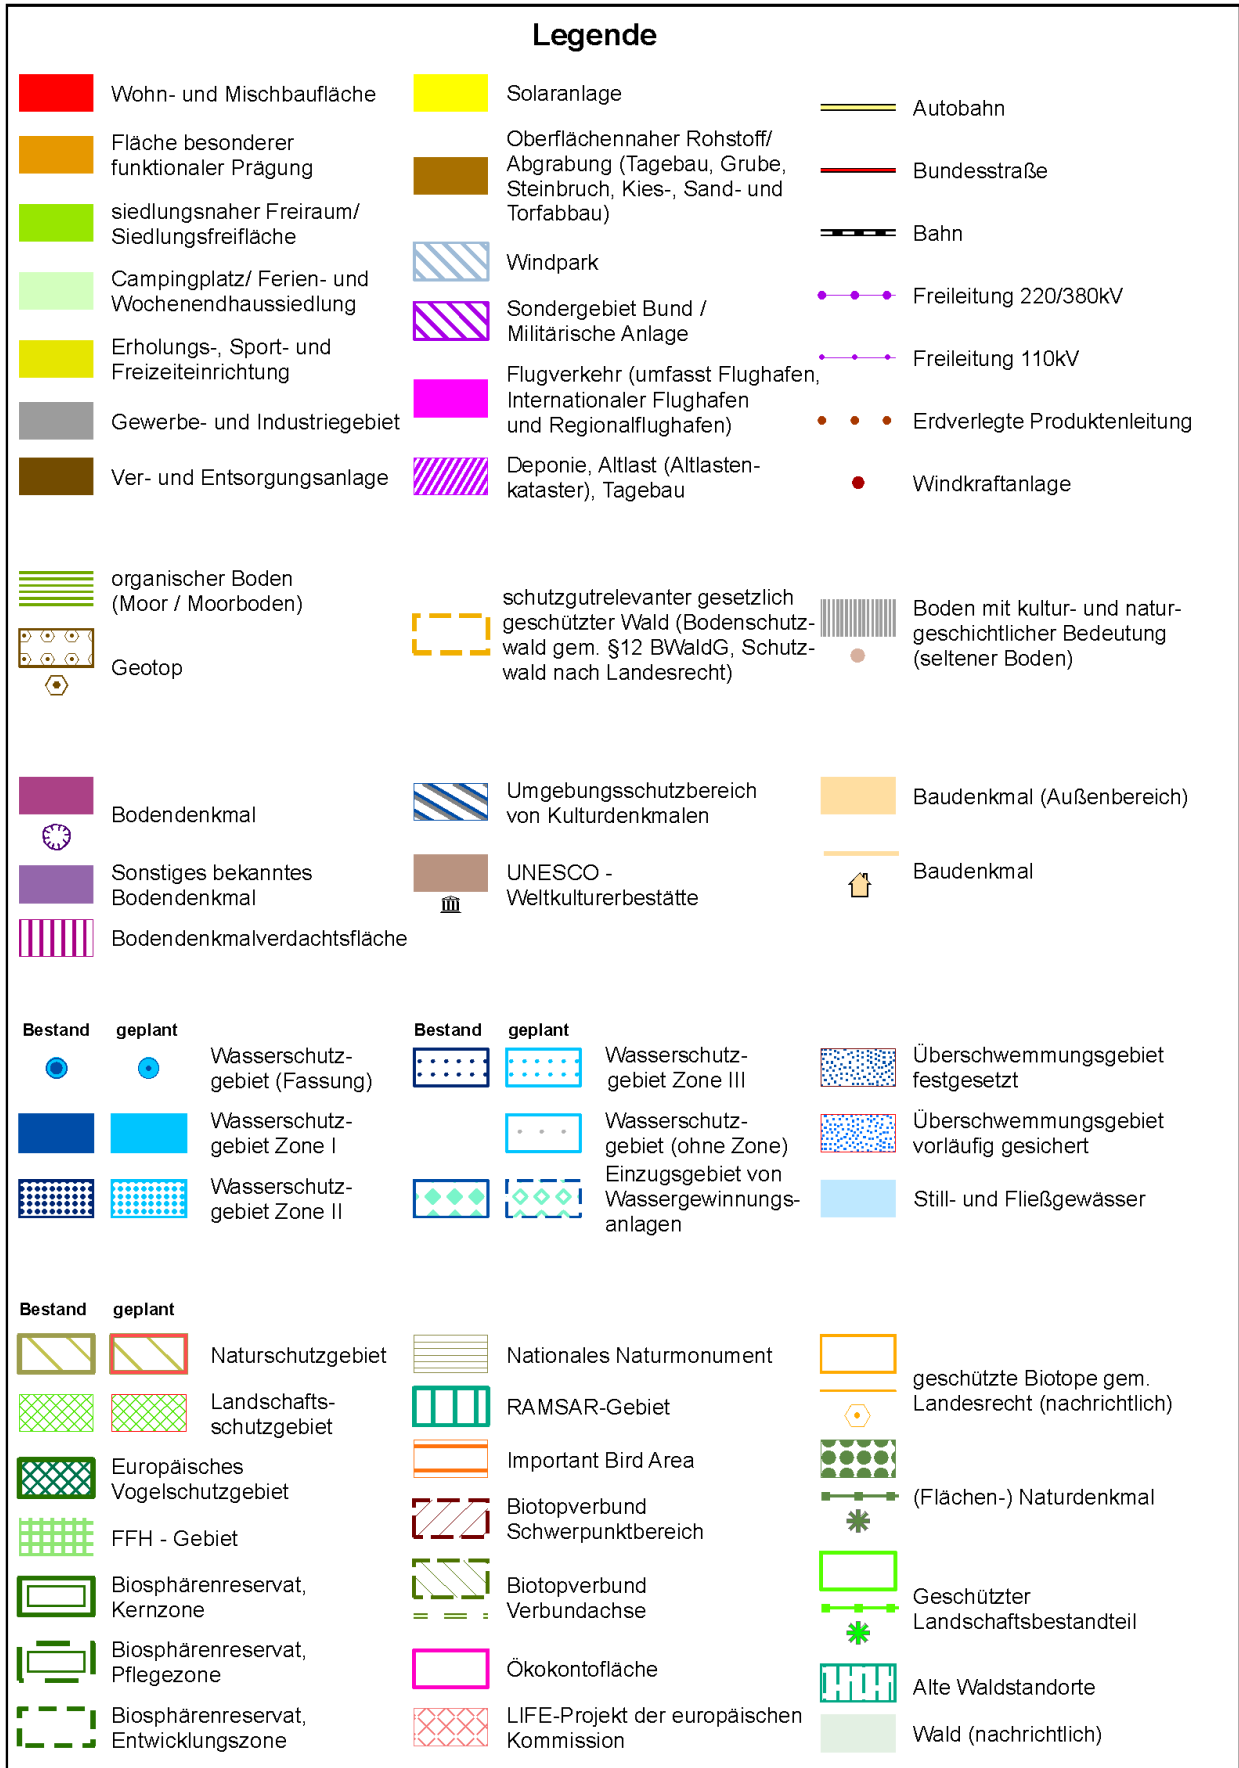 Legende
Wohn- und Mischbaufläche
Fläche besonderer
funktionaler Prägung
siedlungsnaher Freiraum/
Siedlungsfreifläche
Campingplatz/ Ferien- und
Wochenendhaussiedlung
Erholungs-, Sport- und
Freizeiteinrichtung
Gewerbe- und Industriegebiet
Ver- und Entsorgungsanlage
Solaranlage
Oberflächennaher Rohstoff/
Abgrabung (Tagebau, Grube,
Steinbruch, Kies-, Sand- und
Torfabbau)
Windpark
Sondergebiet Bund /
Militärische Anlage
Flugverkehr (umfasst Flughafen,
Internationaler Flughafen
und Regionalflughafen)
Deponie, Altlast (Altlasten-
kataster), Tagebau
Autobahn
Bundesstraße
Bahn
Freileitung 220/380kV
Freileitung 110kV
Erdverlegte Produktenleitung
Windkraftanlage
organischer Boden
(Moor / Moorboden)
Geotop
schutzgutrelevanter gesetzlich
geschützter Wald (Bodenschutz-
wald gem. §12 BWaldG, Schutz-
wald nach Landesrecht)
Boden mit kultur- und natur-
geschichtlicher Bedeutung
(seltener Boden)
Bodendenkmal
Sonstiges bekanntes
Bodendenkmal
Bodendenkmalverdachtsfläche
Umgebungsschutzbereich
von Kulturdenkmalen
UNESCO -
Weltkulturerbestätte
Baudenkmal (Außenbereich)
Baudenkmal
Bestand geplant
Wasserschutz-
gebiet (Fassung)
Wasserschutz-
gebiet Zone I
Wasserschutz-
gebiet Zone II
Bestand geplant
Wasserschutz-
gebiet Zone III
Wasserschutz-
gebiet (ohne Zone)
Einzugsgebiet von
Wassergewinnungs-
anlagen
Überschwemmungsgebiet
festgesetzt
Überschwemmungsgebiet
vorläufig gesichert
Still- und Fließgewässer
Bestand geplant
Naturschutzgebiet
Landschafts-
schutzgebiet
Europäisches
Vogelschutzgebiet
FFH - Gebiet
Biosphärenreservat,
Kernzone
Biosphärenreservat,
Pflegezone
Biosphärenreservat,
Entwicklungszone
Nationales Naturmonument
RAMSAR-Gebiet
Important Bird Area
Biotopverbund
Schwerpunktbereich
Biotopverbund
Verbundachse
Ökokontofläche
LIFE-Projekt der europäischen
Kommission
geschützte Biotope gem.
Landesrecht (nachrichtlich)
(Flächen-) Naturdenkmal
Geschützter
Landschaftsbestandteil
Alte Waldstandorte
Wald (nachrichtlich)